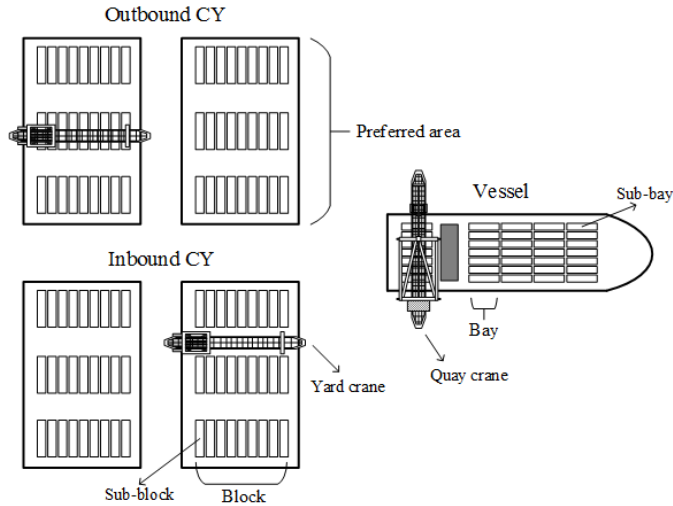 Outbound CY
Preferred area
Vessel
Sub-bay
Inbound CY
Bay
Quay crane
Yard crane
Sub-block
Block